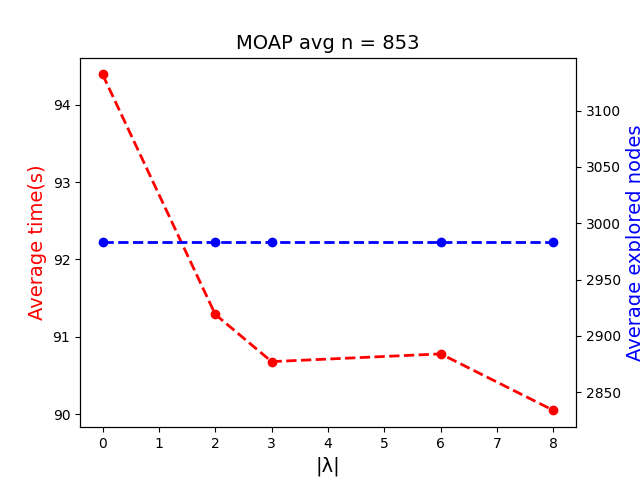 MOAP avg n = 853
Average time(s)
94
93
92
91
90
3100
3050
3000
2950
2900
2850
Average explored nodes
0 1 2 3 4 5 6 7 8
|λ|